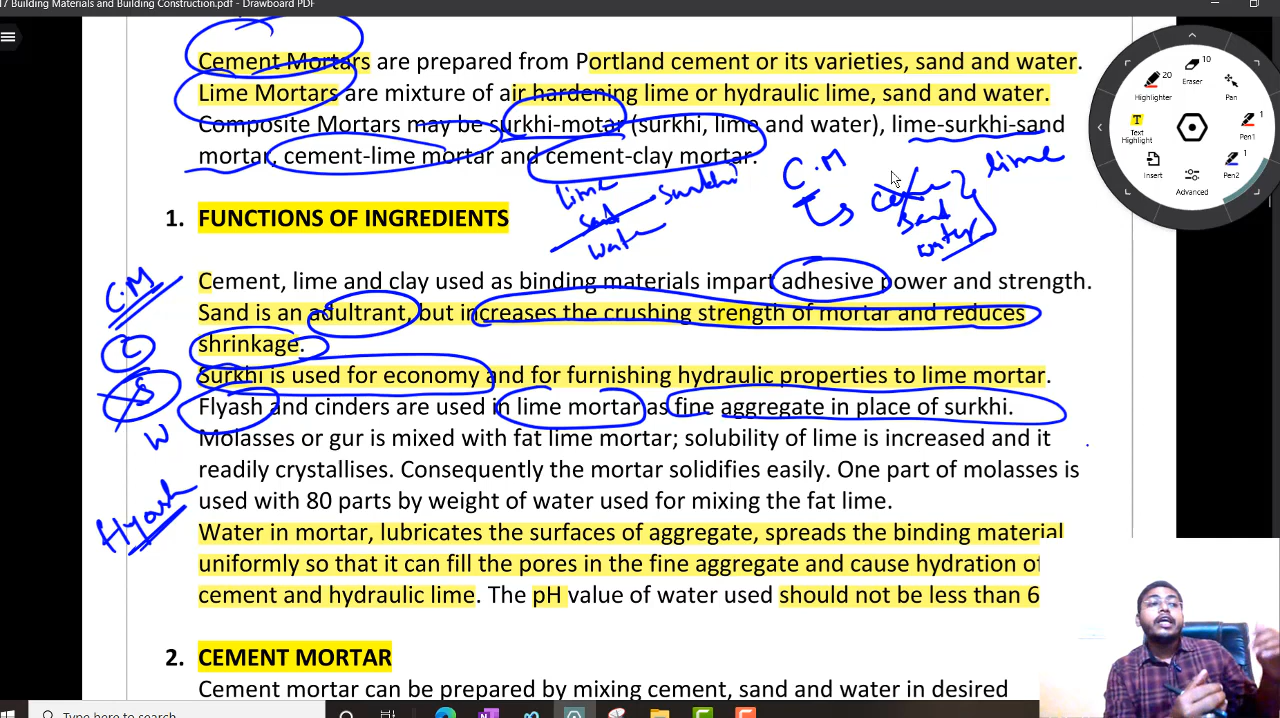 17 Building Materials and Building Construction.pdf - Drawboard PDF
Cement Mortars are prepared from Portland cement or its varieties, sand and water.
Lime Mortars are mixture of air hardening lime or hydraulic lime, sand and water.
Composite Mortars may be surkhi-motar (surkhi, lime and water), lime-surkhi-sand
mortar, cement-lime mortar and cement-clay mortar.
C.M
lime
lime
sand
surkhi
water
sand
water
1. FUNCTIONS OF INGREDIENTS
Cement, lime and clay used as binding materials impart adhesive power and strength.
C.M
Sand is an adultrant, but increases the crushing strength of mortar and reduces
shrinkage.
C
Surkhi is used for economy and for furnishing hydraulic properties to lime mortar.
S
Flyash and cinders are used in lime mortar as fine aggregate in place of surkhi.
W
Molasses or gur is mixed with fat lime mortar; solubility of lime is increased and it
readily crystallises. Consequently the mortar solidifies easily. One part of molasses is
used with 80 parts by weight of water used for mixing the fat lime.
Flyash
Water in mortar, lubricates the surfaces of aggregate, spreads the binding material
uniformly so that it can fill the pores in the fine aggregate and cause hydration of
cement and hydraulic lime. The pH value of water used should not be less than 6
2. CEMENT MORTAR
Cement mortar can be prepared by mixing cement, sand and water in desired
Highlighter
20
Eraser
10
Pan
Text
Highlight
Pen1
1
Insert
Advanced
Pen2
1
Type here to search